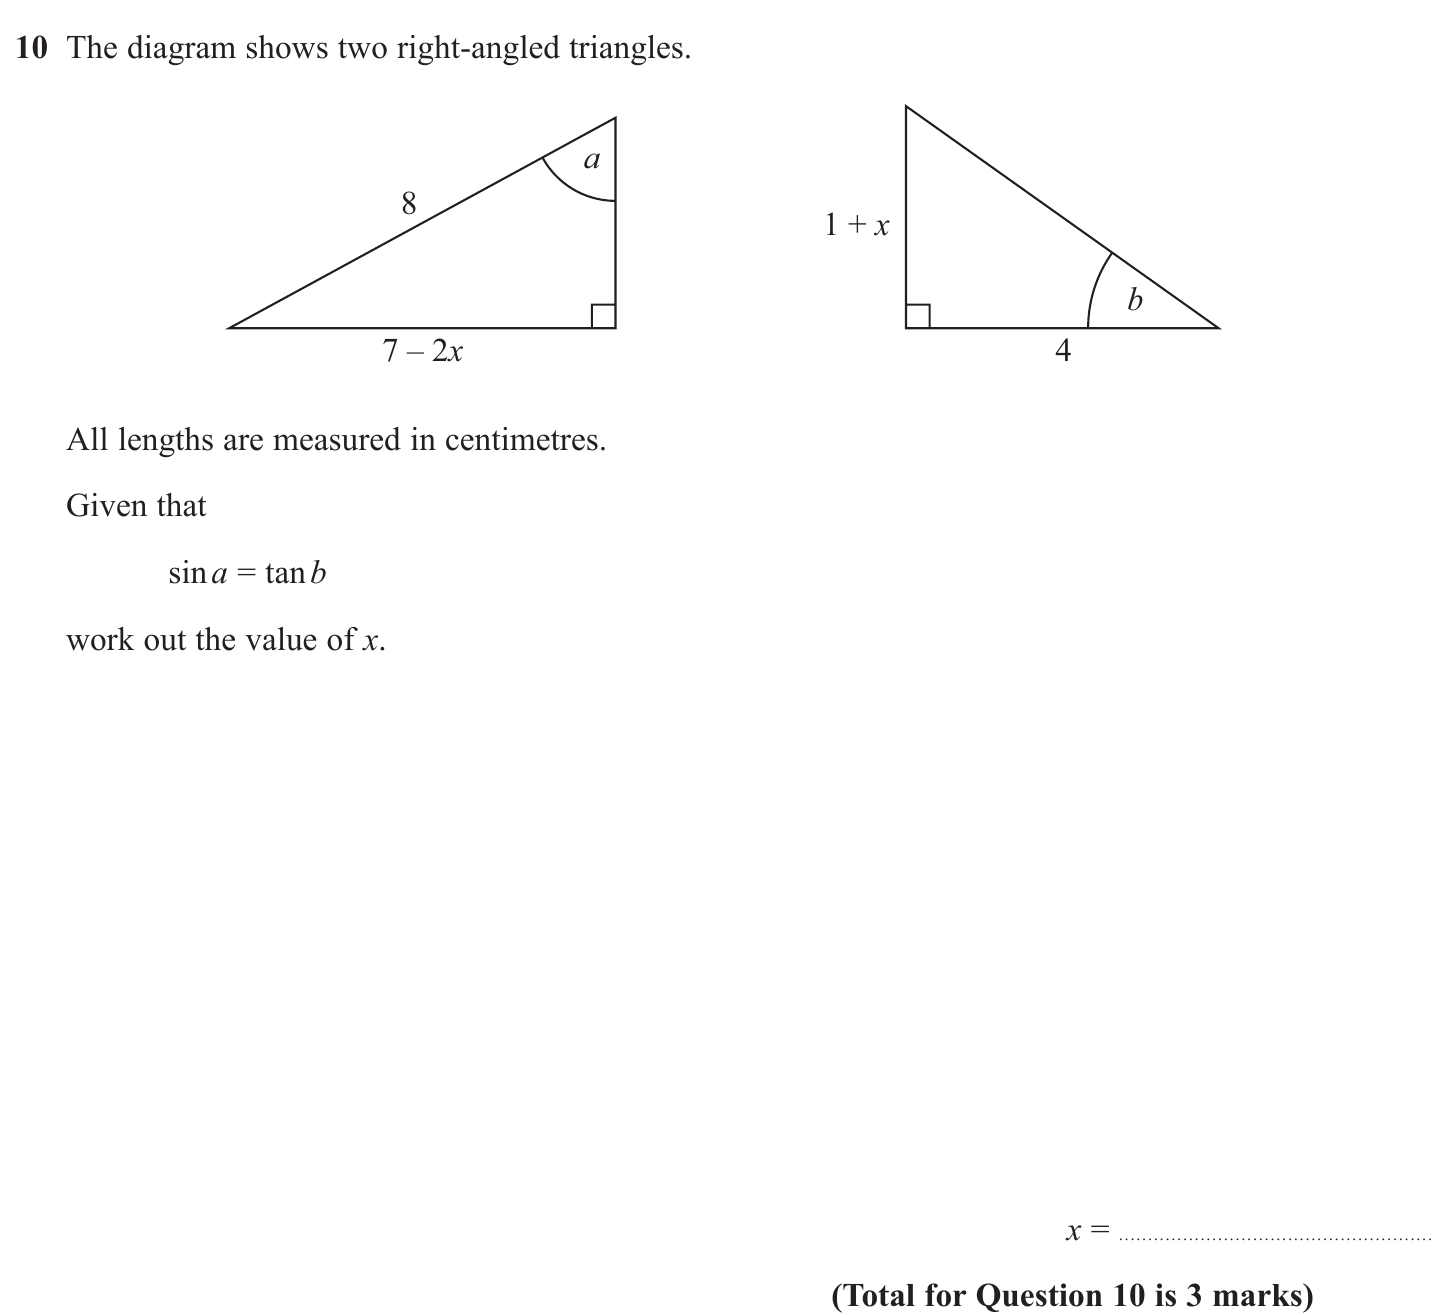 10 The diagram shows two right-angled triangles.
a
8
1 + x
b
7 – 2x
4
All lengths are measured in centimetres.
Given that
sin a = tan b
work out the value of x.
x = ......................................................
(Total for Question 10 is 3 marks)